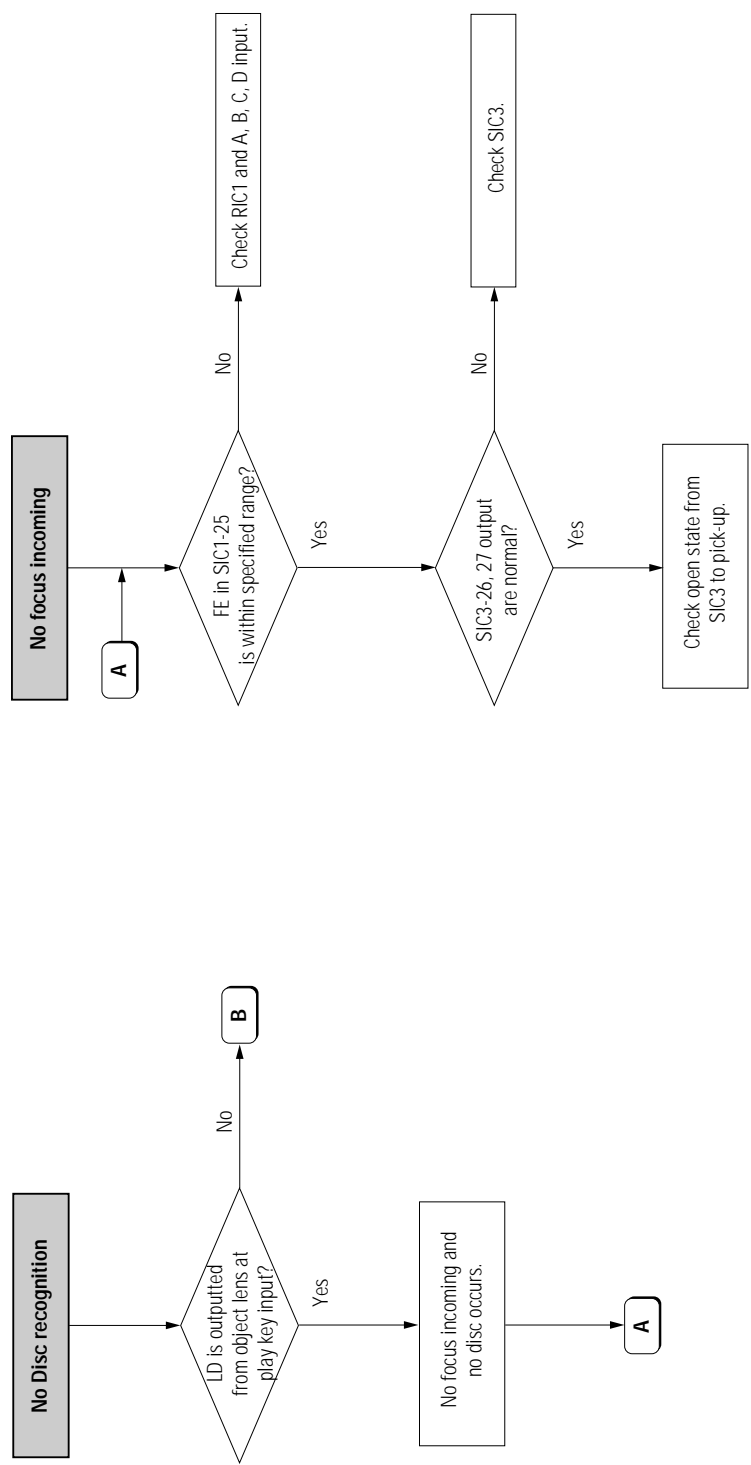 No Disc recognition
LD is outputted
from object lens at
play key input?
No
B
Yes
No focus incoming and
no disc occurs.
A
No focus incoming
A
FE in SIC1-25
is within specified range?
No
Check RIC1 and A, B, C, D input.
Yes
SIC3-26, 27 output
are normal?
No
Check SIC3.
Yes
Check open state from
SIC3 to pick-up.